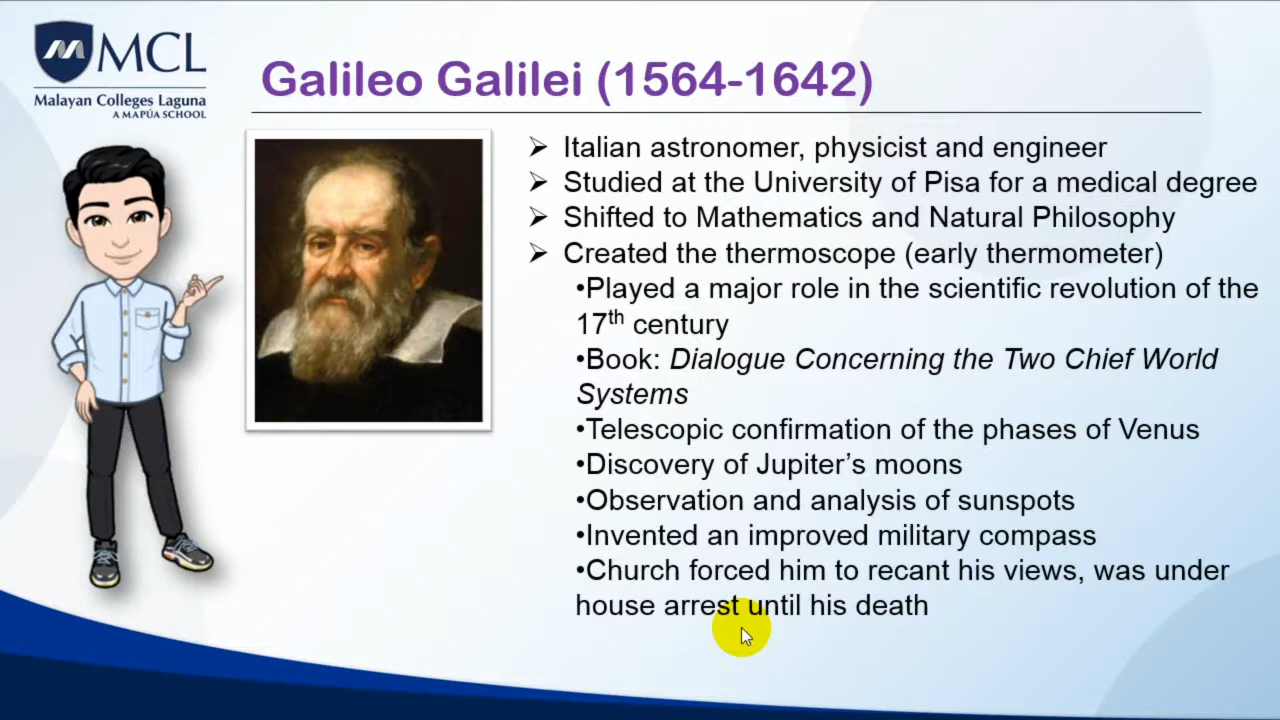 MCL
Malayan Colleges Laguna
A MAPÚA SCHOOL
Galileo Galilei (1564-1642)
➢ Italian astronomer, physicist and engineer
➢ Studied at the University of Pisa for a medical degree
➢ Shifted to Mathematics and Natural Philosophy
➢ Created the thermoscope (early thermometer)
•Played a major role in the scientific revolution of the
17th century
•Book: Dialogue Concerning the Two Chief World
Systems
•Telescopic confirmation of the phases of Venus
•Discovery of Jupiter’s moons
•Observation and analysis of sunspots
•Invented an improved military compass
•Church forced him to recant his views, was under
house arrest until his death